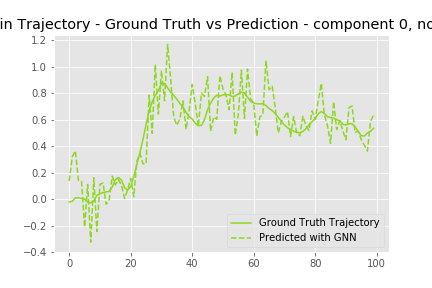 in Trajectory - Ground Truth vs Prediction - component 0, no
1.2
1.0
0.8
0.6
0.4
0.2
0.0
−0.2
−0.4
0 20 40 60 80 100
Ground Truth Trajectory
Predicted with GNN